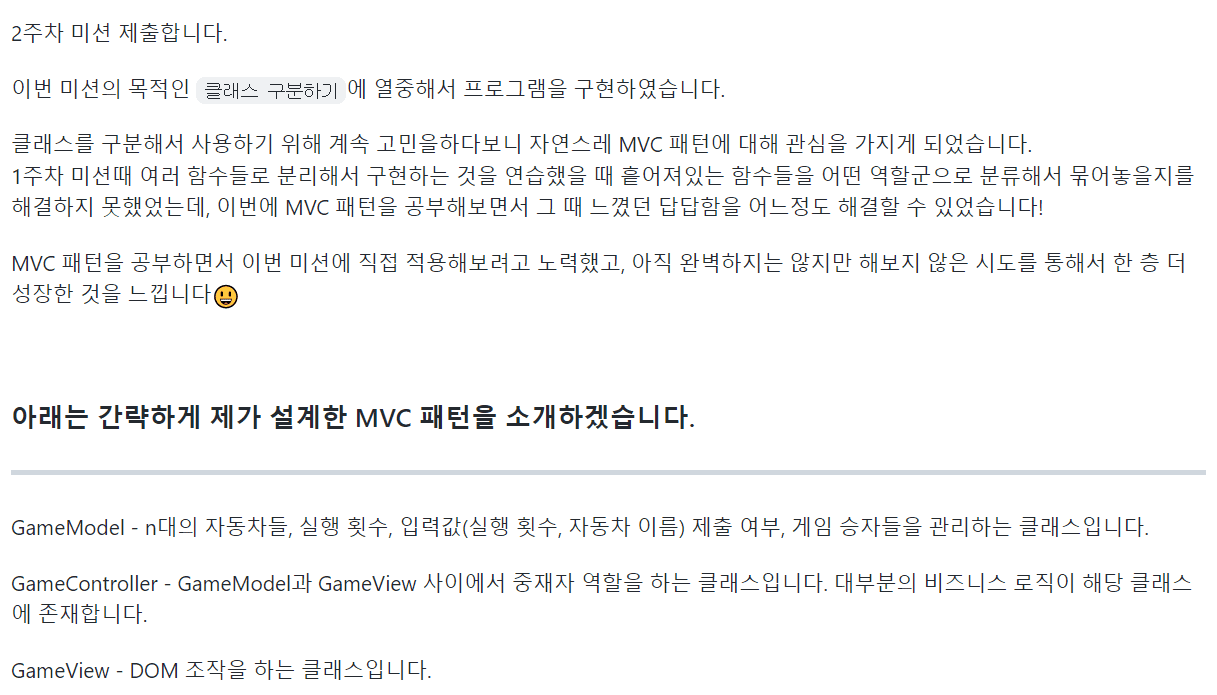 2주차 미션 제출합니다.
이번 미션의 목적인 클래스 구분하기에 열중해서 프로그램을 구현하였습니다.
클래스를 구분해서 사용하기 위해 계속 고민을하다보니 자연스레 MVC 패턴에 대해 관심을 가지게 되었습니다.
1주차 미션때 여러 함수들로 분리해서 구현하는 것을 연습했을 때 흩어져있는 함수들을 어떤 역할군으로 분류해서 묶어놓을지를
해결하지 못했었는데, 이번에 MVC 패턴을 공부해보면서 그 때 느꼈던 답답함을 어느정도 해결할 수 있었습니다!
MVC 패턴을 공부하면서 이번 미션에 직접 적용해보려고 노력했고, 아직 완벽하지는 않지만 해보지 않은 시도를 통해서 한 층 더
성장한 것을 느낍니다😃
아래는 간략하게 제가 설계한 MVC 패턴을 소개하겠습니다.
GameModel - n대의 자동차들, 실행 횟수, 입력값(실행 횟수, 자동차 이름) 제출 여부, 게임 승자들을 관리하는 클래스입니다.
GameController - GameModel과 GameView 사이에서 중재자 역할을 하는 클래스입니다. 대부분의 비즈니스 로직이 해당 클래스
에 존재합니다.
GameView - DOM 조작을 하는 클래스입니다.